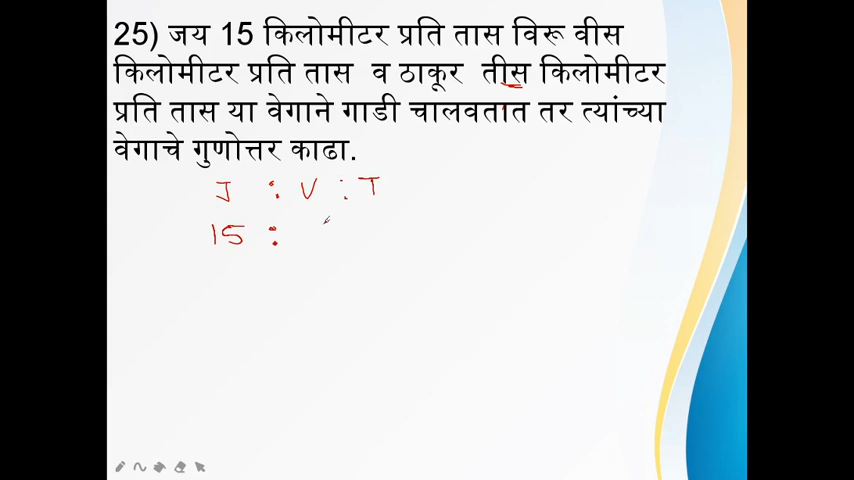 25) जय 15 किलोमीटर प्रति तास विरू वीस
किलोमीटर प्रति तास व ठाकूर तीस किलोमीटर
प्रति तास या वेगाने गाडी चालवतात तर त्यांच्या
वेगाचे गुणोत्तर काढा.
J : V : T
15 :